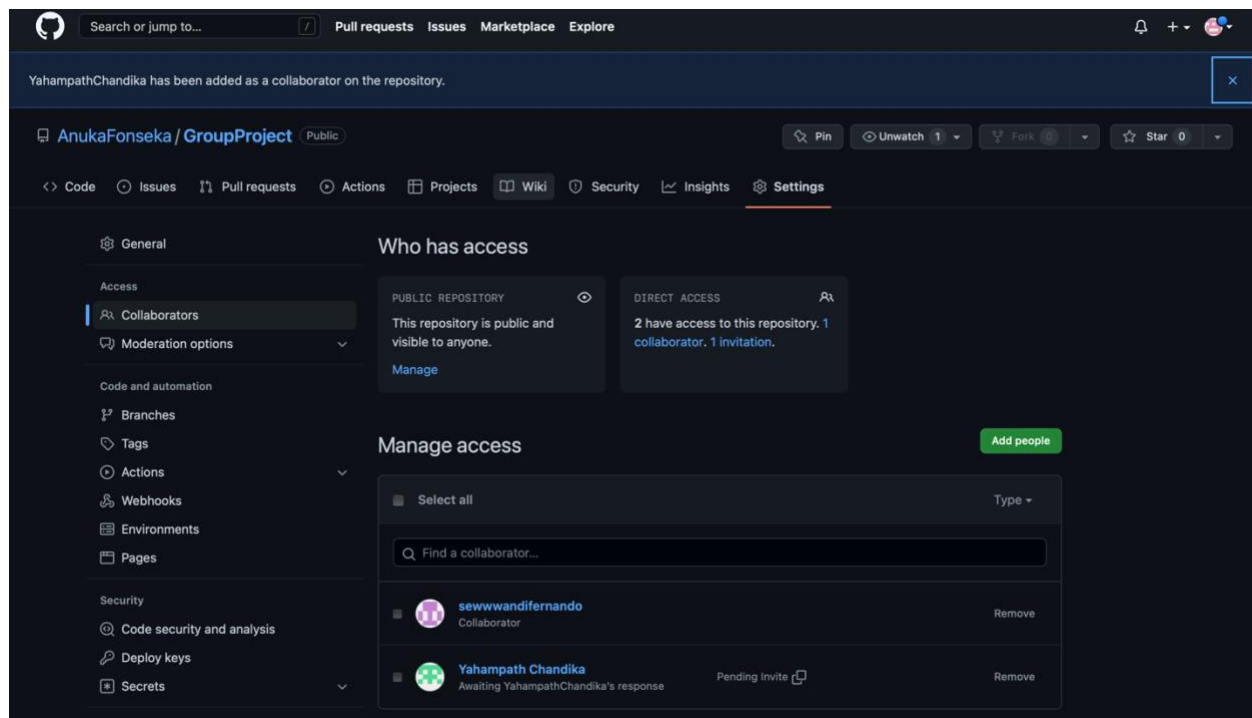 Search or jump to... /
Pull requests Issues Marketplace Explore
YahampathChandika has been added as a collaborator on the repository.
AnukaFonseka / GroupProject Public
Pin Unwatch 1 Fork 0 Star 0
Code Issues Pull requests Actions Projects Wiki Security Insights Settings
General
Access
Collaborators
Moderation options
Code and automation
Branches
Tags
Actions
Webhooks
Environments
Pages
Security
Code security and analysis
Deploy keys
Secrets
Who has access
PUBLIC REPOSITORY
This repository is public and
visible to anyone.
Manage
DIRECT ACCESS
2 have access to this repository. 1
collaborator. 1 invitation.
Manage access
Add people
Select all
Type
Find a collaborator...
sewwwandifernando
Collaborator
Remove
Yahampath Chandika
Awaiting YahampathChandika's response
Pending Invite
Remove